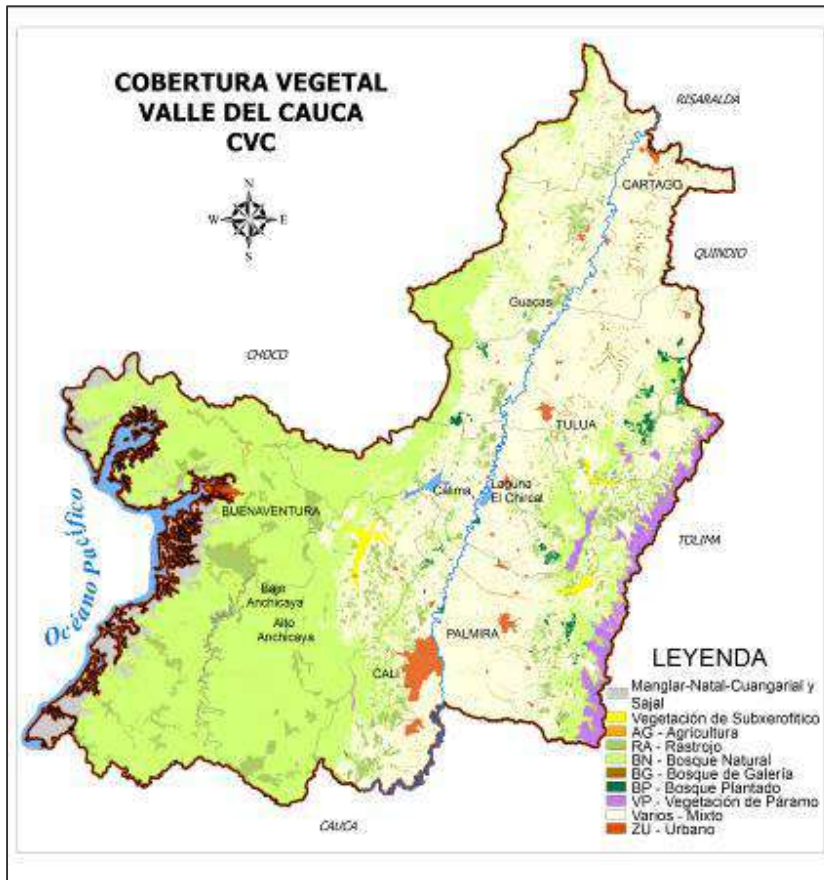 COBERTURA VEGETAL
VALLE DEL CAUCA
CVC
N
W E
S
RISARALDA
CARTAGO
QUINDIO
Guacas
CHOCO
TULUA
Calima
Laguna
El Chircal
BUENAVENTURA
TOLIMA
Océano Pacífico
Bajo
Anchicaya
Alto
Anchicaya
PALMIRA
CALI
CAUCA
LEYENDA
Manglar-Natal-Cuangarial y
Sajal
Vegetación de Subxerofitico
AG - Agricultura
RA - Rastrojo
BN - Bosque Natural
BG - Bosque de Galería
BP - Bosque Plantado
VP - Vegetación de Páramo
Varios - Mixto
ZU - Urbano